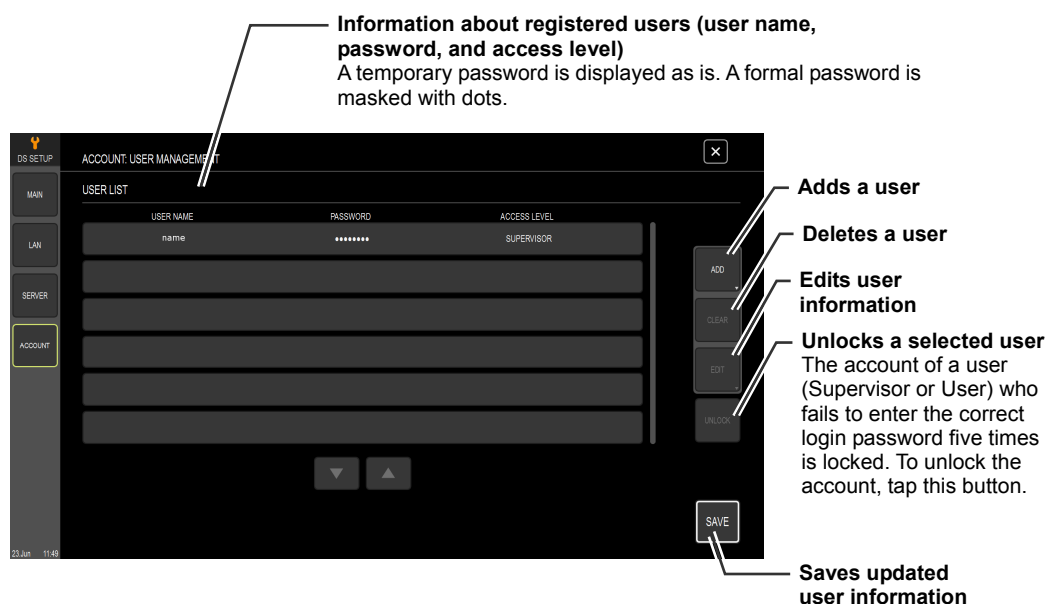 Information about registered users (user name,
password, and access level)
A temporary password is displayed as is. A formal password is
masked with dots.
DS SETUP
ACCOUNT: USER MANAGEMENT
MAIN
USER LIST
USER NAME PASSWORD ACCESS LEVEL
name •••••••• SUPERVISOR
LAN
SERVER
ACCOUNT
ADD
CLEAR
EDIT
UNLOCK
SAVE
23.Jun 11:49
Adds a user
Deletes a user
Edits user
information
Unlocks a selected user
The account of a user
(Supervisor or User) who
fails to enter the correct
login password five times
is locked. To unlock the
account, tap this button.
Saves updated
user information